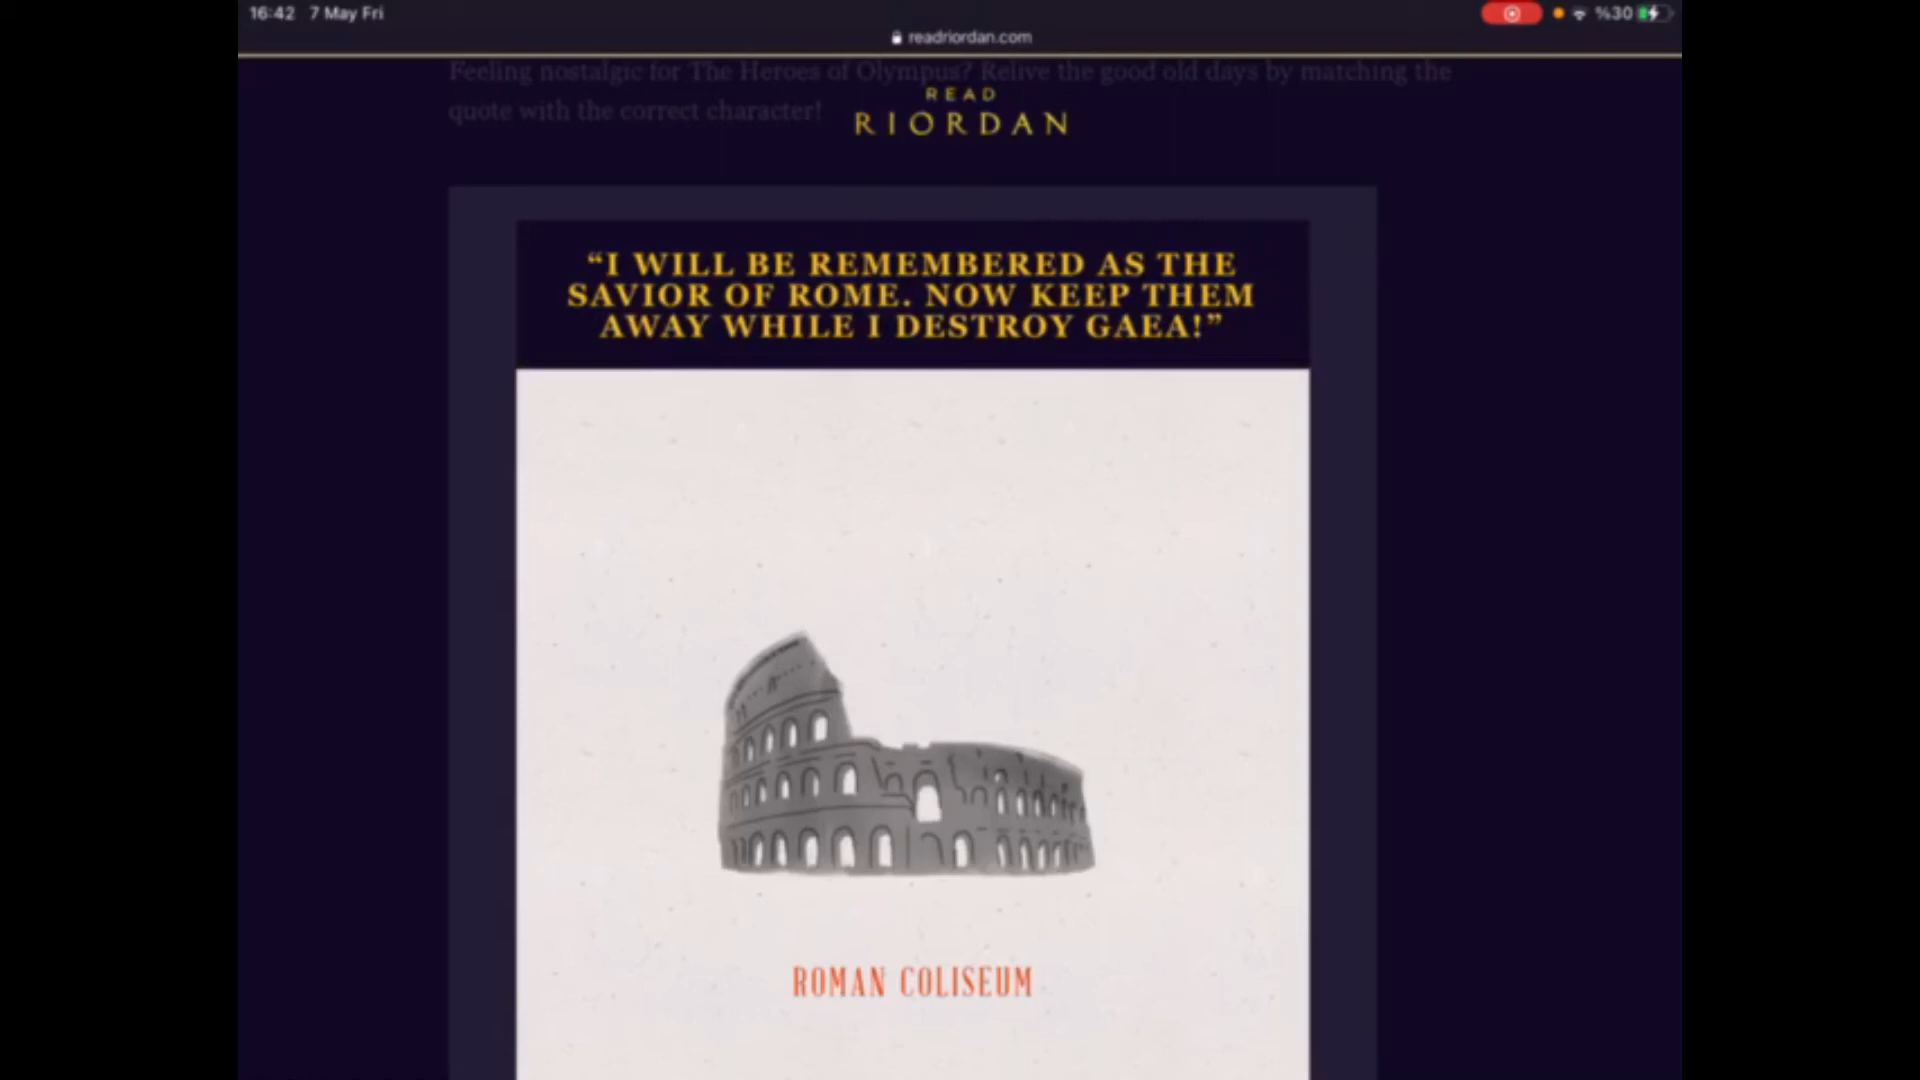 16:42 7 May Fri
%30
readriordan.com
Feeling nostalgic for The Heroes of Olympus? Relive the good old days by matching the
quote with the correct character!
READ
RIORDAN
“I WILL BE REMEMBERED AS THE
SAVIOR OF ROME. NOW KEEP THEM
AWAY WHILE I DESTROY GAEA!”
ROMAN COLISEUM